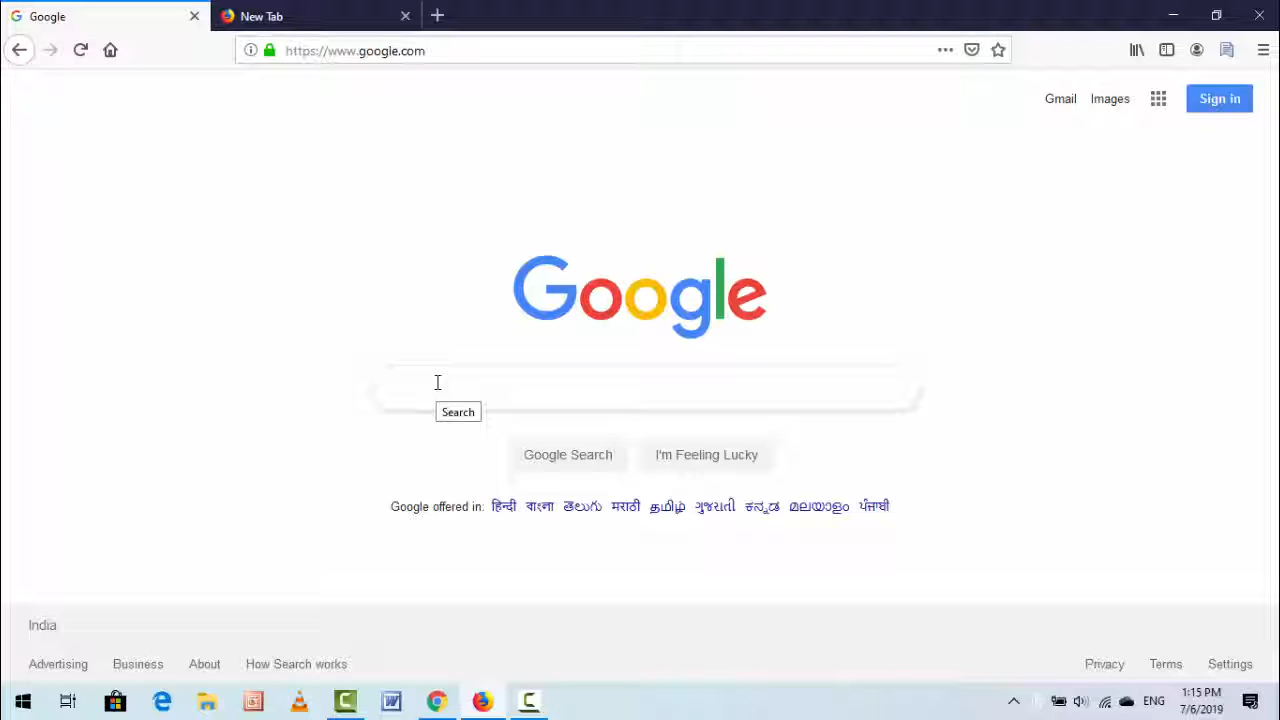 Google
New Tab
https://www.google.com
Gmail Images Sign in
Google
Search
Google Search I'm Feeling Lucky
Google offered in: हिन्दी বাংলা తెలుగు मराठी தமிழ் ગુજરાતી ಕನ್ನಡ മലയാളം ਪੰਜਾਬੀ
India
Advertising Business About How Search works Privacy Terms Settings
ENG 1:15 PM
7/6/2019